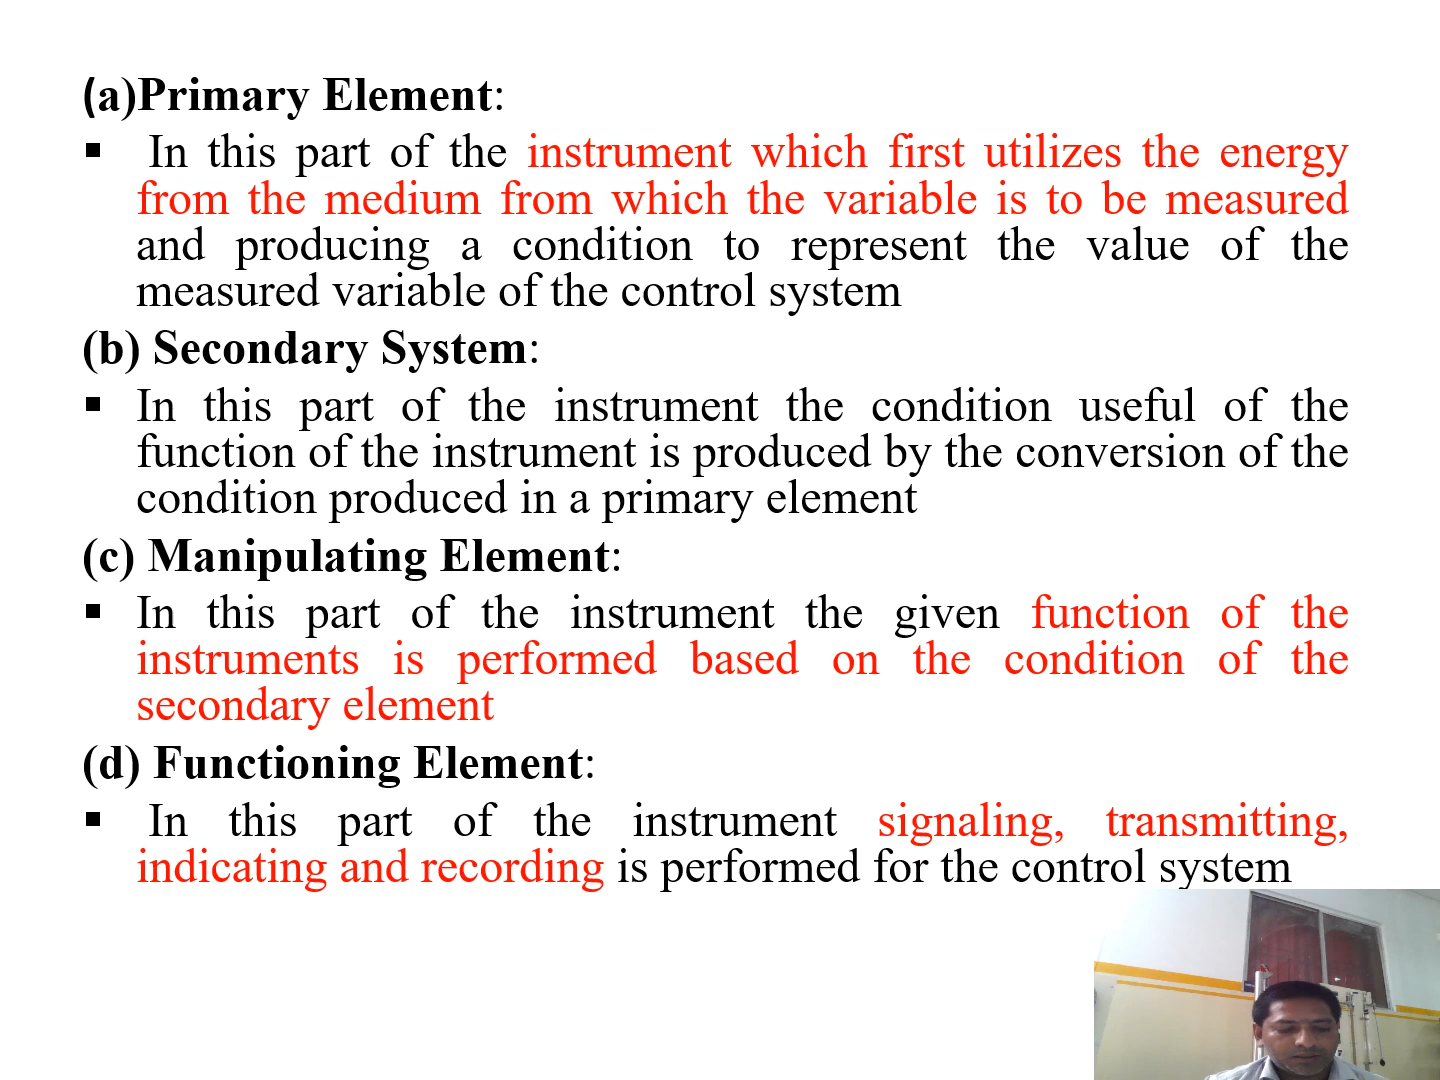 (a)Primary Element:
▪ In this part of the instrument which first utilizes the energy
from the medium from which the variable is to be measured
and producing a condition to represent the value of the
measured variable of the control system
(b) Secondary System:
▪ In this part of the instrument the condition useful of the
function of the instrument is produced by the conversion of the
condition produced in a primary element
(c) Manipulating Element:
▪ In this part of the instrument the given function of the
instruments is performed based on the condition of the
secondary element
(d) Functioning Element:
▪ In this part of the instrument signaling, transmitting,
indicating and recording is performed for the control system